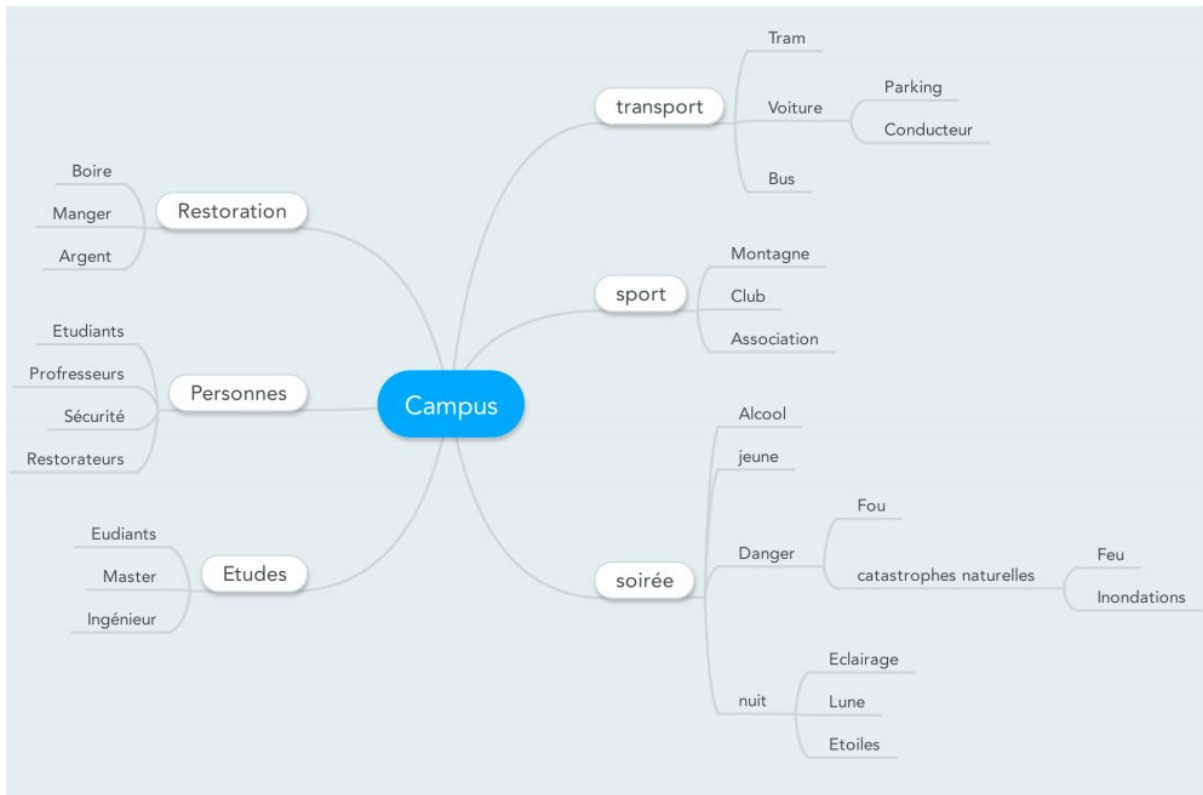 Campus
transport
Tram
Voiture
Parking
Conducteur
Bus
sport
Montagne
Club
Association
soirée
Alcool
jeune
Danger
Fou
catastrophes naturelles
Feu
Inondations
nuit
Eclairage
Lune
Etoiles
Restoration
Boire
Manger
Argent
Personnes
Etudiants
Profresseurs
Sécurité
Restorateurs
Etudes
Eudiants
Master
Ingénieur